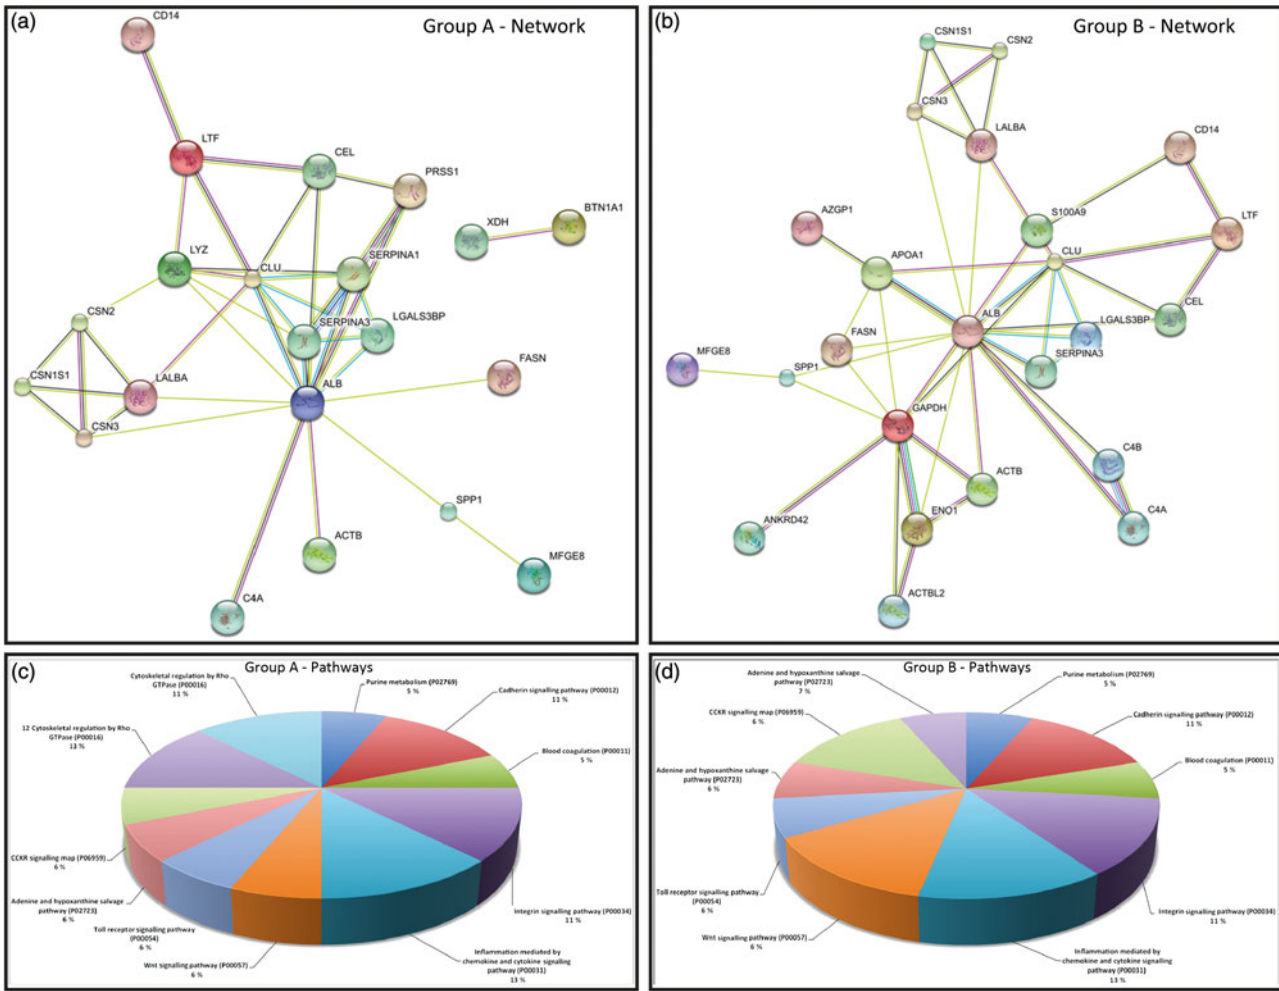 (a)
Group A - Network
CD14
LTF
CEL
PRSS1
BTN1A1
XDH
LYZ
CLU
SERPINA1
CSN2
SERPINA3
LGALS3BP
FASN
CSN1S1
LALBA
ALB
CSN3
SPP1
ACTB
MFGE8
C4A
(b)
Group B - Network
CSN1S1
CSN2
CSN3
LALBA
CD14
AZGP1
S100A9
LTF
CLU
APOA1
CEL
ALB
LGALS3BP
FASN
SERPINA3
MFGE8
SPP1
GAPDH
C4B
ACTB
ENO1
C4A
ANKRD42
ACTBL2
(c)
Group A - Pathways
Cytoskeletal regulation by Rho
GTPase (P00016)
11 %
Purine metabolism (P02769)
5 %
Cadherin signalling pathway (P00012)
11 %
12 Cytoskeletal regulation by Rho
GTPase (P00016)
13 %
Blood coagulation (P00011)
5 %
CCKR signalling map (P06959)
6 %
Adenine and hypoxanthine salvage
pathway (P02723)
6 %
Toll receptor signalling pathway
(P00054)
6 %
Wnt signalling pathway (P00057)
6 %
Integrin signalling pathway (P00034)
11 %
Inflammation mediated by
chemokine and cytokine signalling
pathway (P00031)
13 %
(d)
Group B - Pathways
Adenine and hypoxanthine salvage
pathway (P02723)
7 %
Purine metabolism (P02769)
5 %
CCKR signalling map (P06959)
6 %
Cadherin signalling pathway (P00012)
11 %
Adenine and hypoxanthine salvage
pathway (P02723)
6 %
Blood coagulation (P00011)
5 %
Toll receptor signalling pathway
(P00054)
6 %
Wnt signalling pathway (P00057)
6 %
Integrin signalling pathway (P00034)
11 %
Inflammation mediated by
chemokine and cytokine signalling
pathway (P00031)
13 %